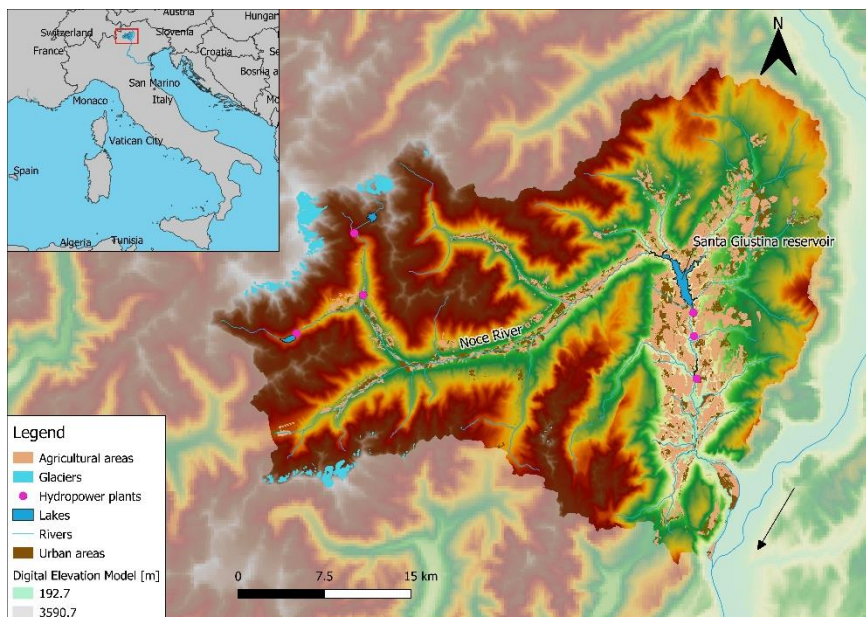 Austria
Hungar
Switzerland
Slovenia
France
Croatia
Se
Bosnia a
San Marino
Monaco
Italy
Vatican City
Spain
Algeria
Tunisia
N
Santa Giustina reservoir
Noce River
Legend
Agricultural areas
Glaciers
Hydropower plants
Lakes
Rivers
Urban areas
Digital Elevation Model [m]
192.7
3590.7
0 7.5 15 km